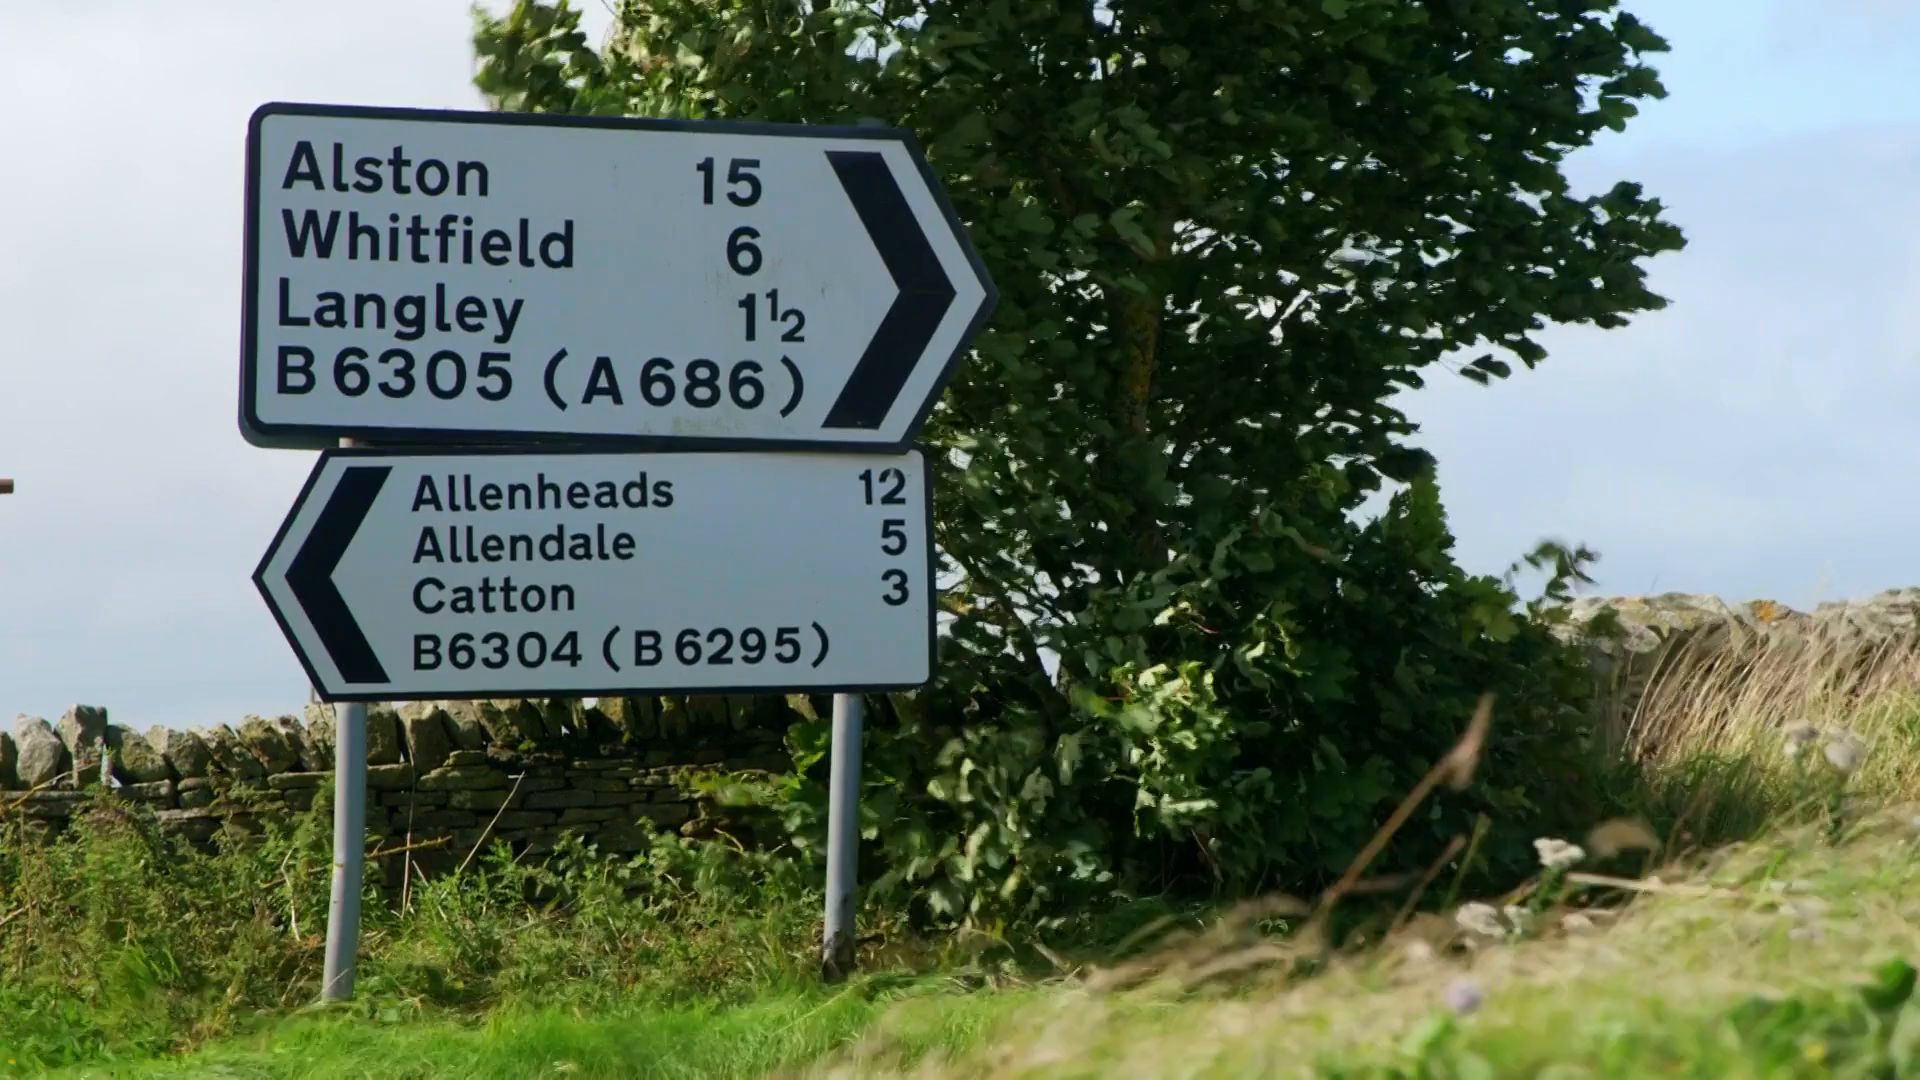 Alston 15
Whitfield 6
Langley 1½
B6305 (A686)
Allenheads 12
Allendale 5
Catton 3
B6304 (B6295)